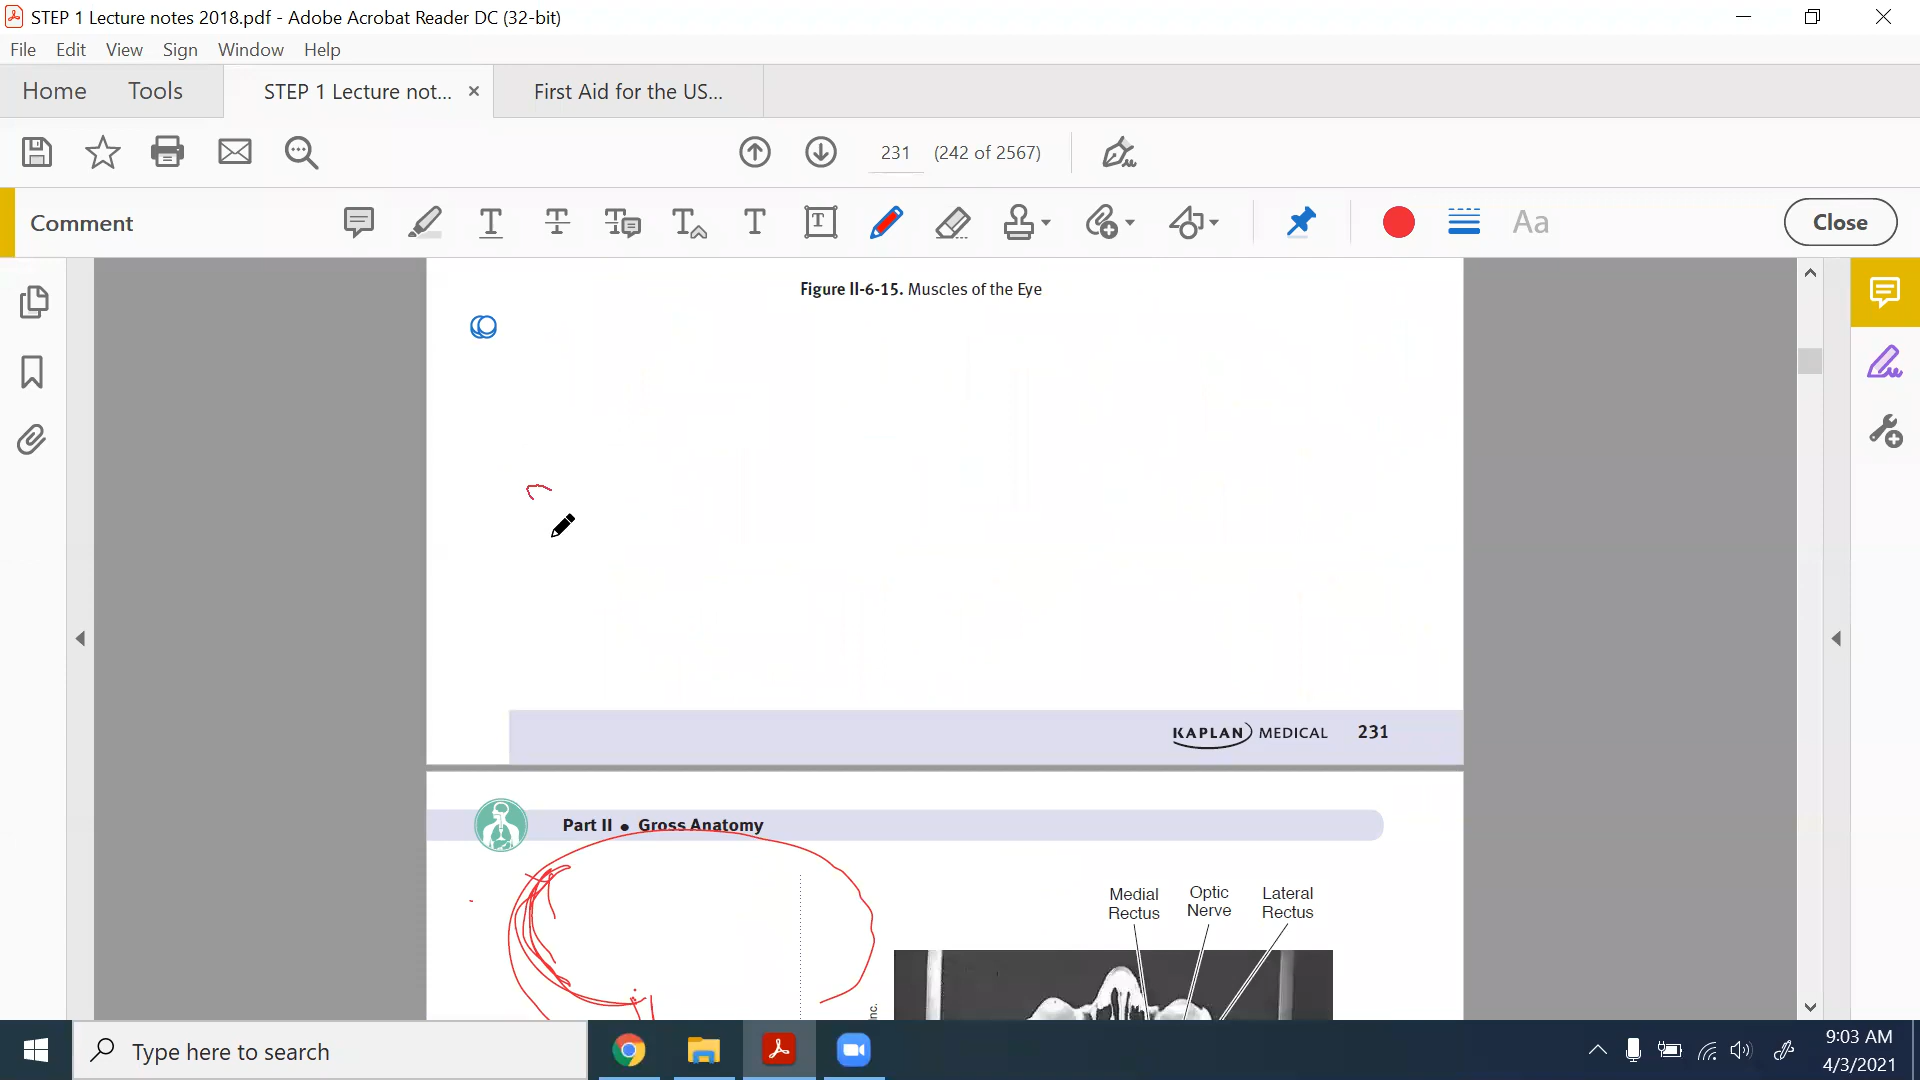 STEP 1 Lecture notes 2018.pdf - Adobe Acrobat Reader DC (32-bit)
File Edit View Sign Window Help
Home Tools STEP 1 Lecture not... × First Aid for the US...
231 (242 of 2567)
Comment T T T T T T Aa Close
Figure II-6-15. Muscles of the Eye
KAPLAN MEDICAL 231
Part II • Gross Anatomy
Medial Rectus
Optic Nerve
Lateral Rectus
inc.
Type here to search
9:03 AM
4/3/2021